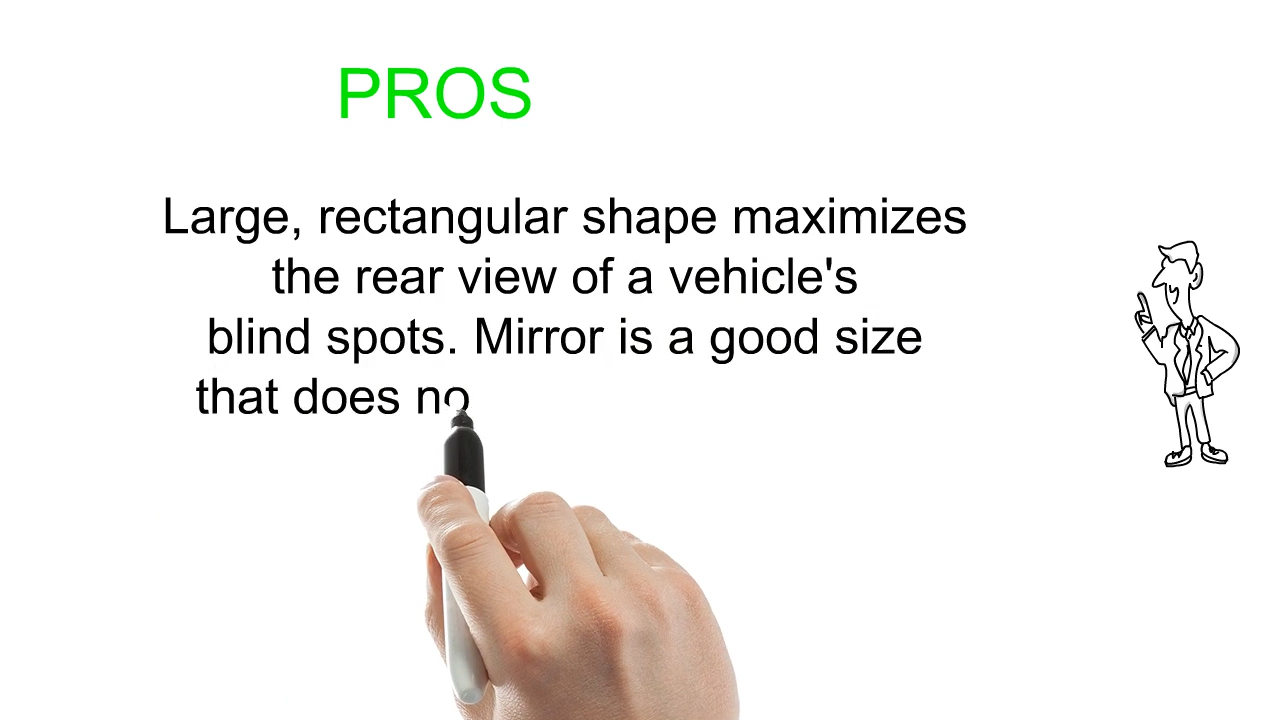 PROS
Large, rectangular shape maximizes
the rear view of a vehicle's
blind spots. Mirror is a good size
that does no